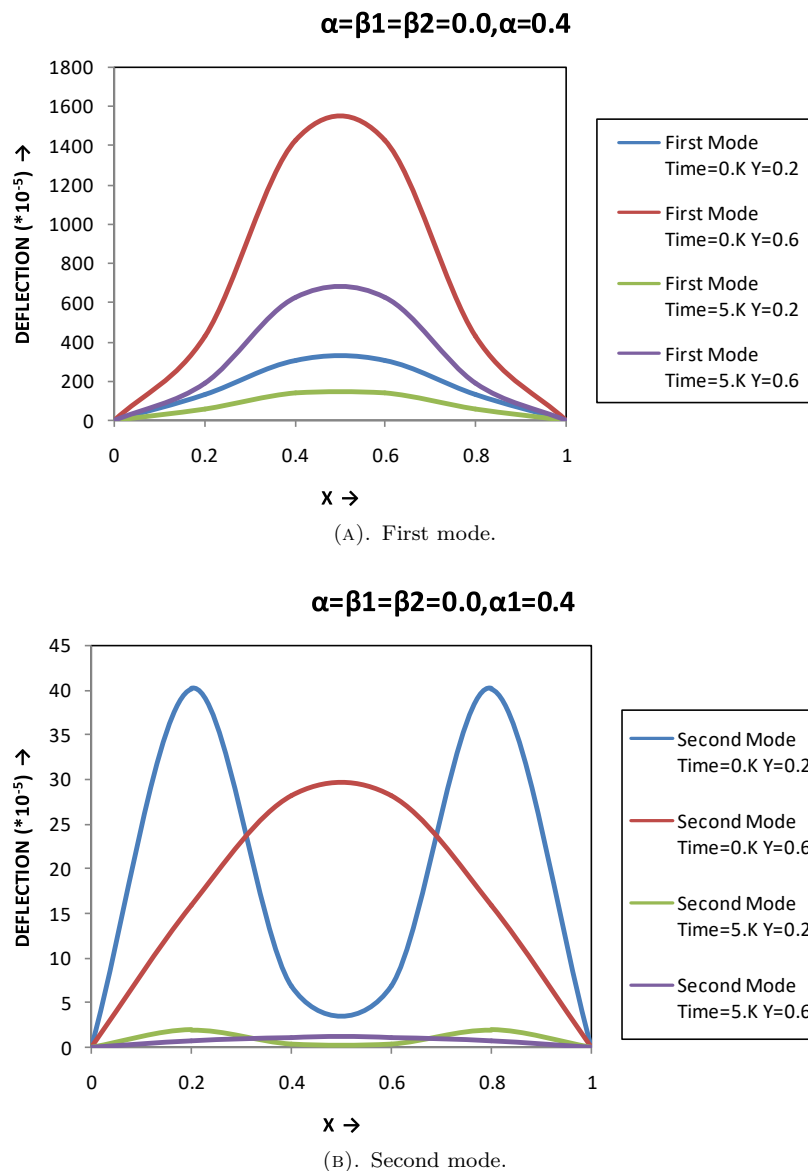 α=β1=β2=0.0,α=0.4
DEFLECTION (*10-5) →
1800
1600
1400
1200
1000
800
600
400
200
0
0 0.2 0.4 0.6 0.8 1
X →
First Mode
Time=0.K Y=0.2
First Mode
Time=0.K Y=0.6
First Mode
Time=5.K Y=0.2
First Mode
Time=5.K Y=0.6
(A). First mode.
α=β1=β2=0.0,α1=0.4
DEFLECTION (*10-5) →
45
40
35
30
25
20
15
10
5
0
0 0.2 0.4 0.6 0.8 1
X →
Second Mode
Time=0.K Y=0.2
Second Mode
Time=0.K Y=0.6
Second Mode
Time=5.K Y=0.2
Second Mode
Time=5.K Y=0.6
(B). Second mode.